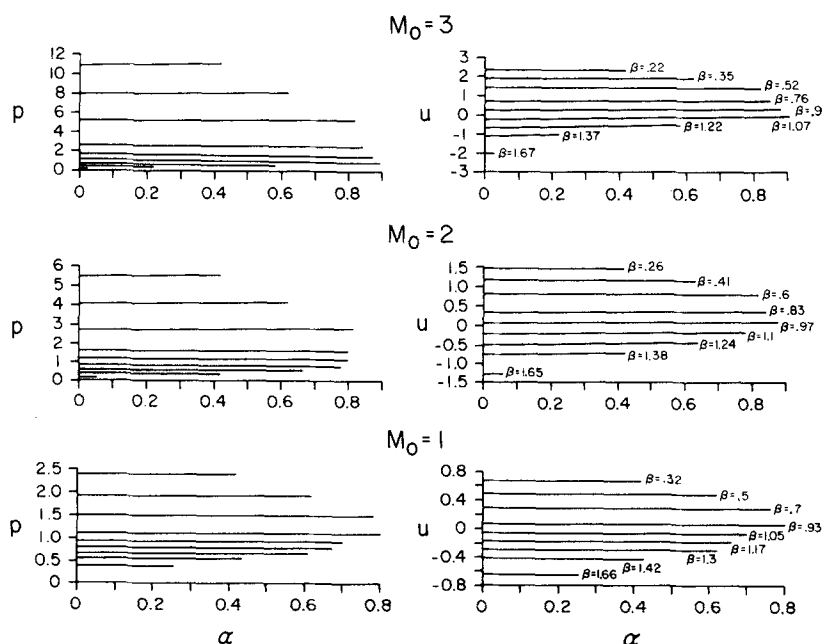 M₀=3
p
12
10
8
6
4
2
0
0 0.2 0.4 0.6 0.8
u
3
2
1
0
-1
-2
-3
β=.22
β=.35
β=.52
β=.76
β=.9
β=1.07
β=1.22
β=1.37
β=1.67
0 0.2 0.4 0.6 0.8
M₀=2
p
6
5
4
3
2
1
0
0 0.2 0.4 0.6 0.8
u
1.5
1.0
0.5
0
-0.5
-1.0
-1.5
β=.26
β=.41
β=.6
β=.83
β=.97
β=1.1
β=1.24
β=1.38
β=1.65
0 0.2 0.4 0.6 0.8
M₀=1
p
2.5
2.0
1.5
1.0
0.5
0
0 0.2 0.4 0.6 0.8
α
u
0.8
0.4
0
-0.4
-0.8
β=.32
β=.5
β=.7
β=.93
β=1.05
β=1.17
β=1.3
β=1.42
β=1.66
0 0.2 0.4 0.6 0.8
α